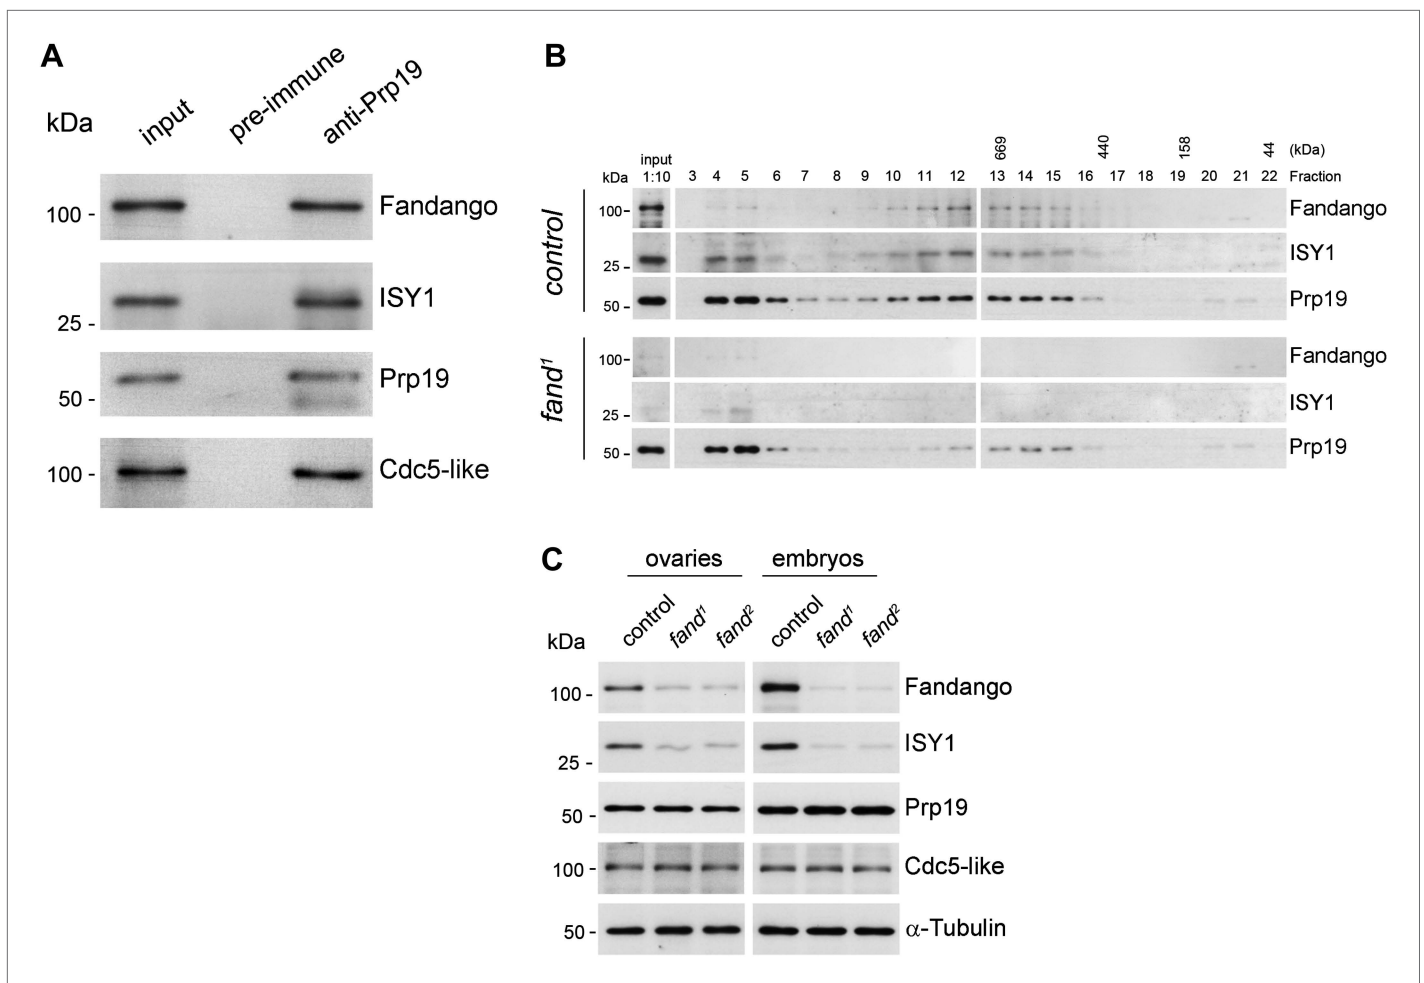 A
kDa
input
pre-immune
anti-Prp19
100 -
Fandango
25 -
ISY1
50 -
Prp19
100 -
Cdc5-like
B
669 440 158 44 (kDa)
input
kDa 1:10 3 4 5 6 7 8 9 10 11 12 13 14 15 16 17 18 19 20 21 22 Fraction
control
100- Fandango
25 - ISY1
50 - Prp19
fand¹
100- Fandango
25 - ISY1
50 - Prp19
C
ovaries embryos
kDa control fand¹ fand² control fand¹ fand²
100 - Fandango
25 - ISY1
50 - Prp19
100 - Cdc5-like
50 - α-Tubulin